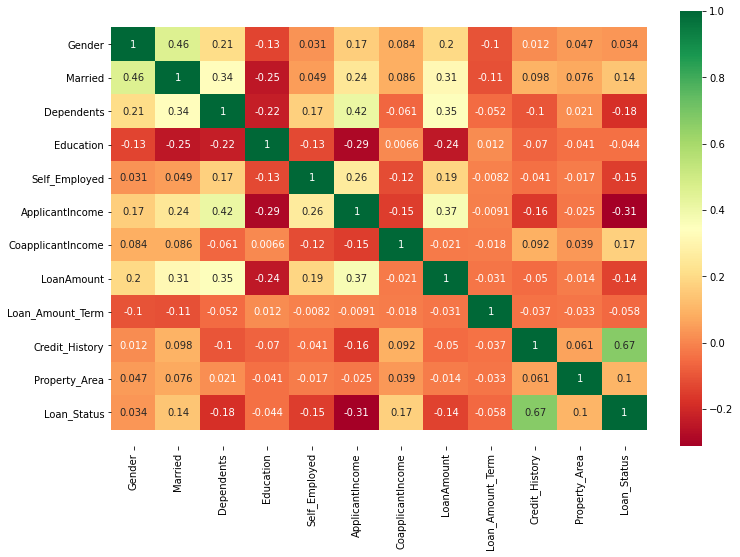 Gender 1 0.46 0.21 -0.13 0.031 0.17 0.084 0.2 -0.1 0.012 0.047 0.034
Married 0.46 1 0.34 -0.25 0.049 0.24 0.086 0.31 -0.11 0.098 0.076 0.14
Dependents 0.21 0.34 1 -0.22 0.17 0.42 -0.061 0.35 -0.052 -0.1 0.021 -0.18
Education -0.13 -0.25 -0.22 1 -0.13 -0.29 0.0066 -0.24 0.012 -0.07 -0.041 -0.044
Self_Employed 0.031 0.049 0.17 -0.13 1 0.26 -0.12 0.19 -0.0082 -0.041 -0.017 -0.15
ApplicantIncome 0.17 0.24 0.42 -0.29 0.26 1 -0.15 0.37 -0.0091 -0.16 -0.025 -0.31
CoapplicantIncome 0.084 0.086 -0.061 0.0066 -0.12 -0.15 1 -0.021 -0.018 0.092 0.039 0.17
LoanAmount 0.2 0.31 0.35 -0.24 0.19 0.37 -0.021 1 -0.031 -0.05 -0.014 -0.14
Loan_Amount_Term -0.1 -0.11 -0.052 0.012 -0.0082 -0.0091 -0.018 -0.031 1 -0.037 -0.033 -0.058
Credit_History 0.012 0.098 -0.1 -0.07 -0.041 -0.16 0.092 -0.05 -0.037 1 0.061 0.67
Property_Area 0.047 0.076 0.021 -0.041 -0.017 -0.025 0.039 -0.014 -0.033 0.061 1 0.1
Loan_Status 0.034 0.14 -0.18 -0.044 -0.15 -0.31 0.17 -0.14 -0.058 0.67 0.1 1
Gender
Married
Dependents
Education
Self_Employed
ApplicantIncome
CoapplicantIncome
LoanAmount
Loan_Amount_Term
Credit_History
Property_Area
Loan_Status
1.0
0.8
0.6
0.4
0.2
0.0
-0.2